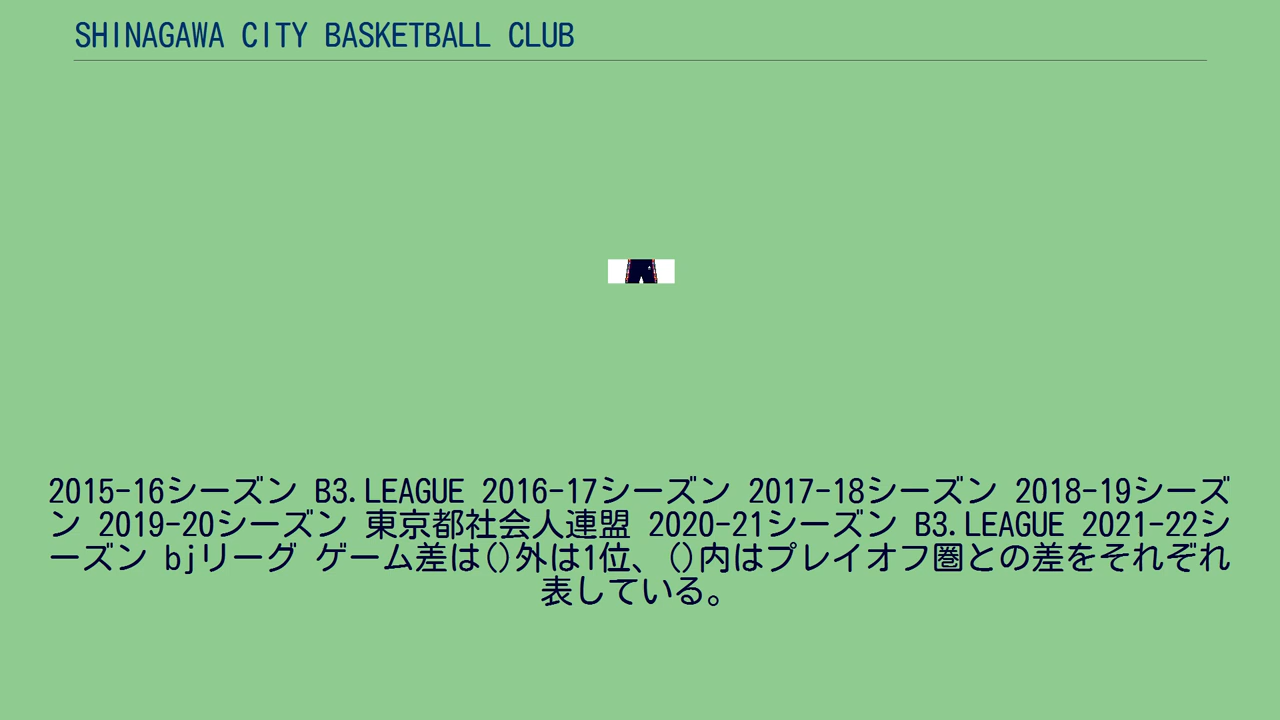 SHINAGAWA CITY BASKETBALL CLUB
2015-16シーズン B3.LEAGUE 2016-17シーズン 2017-18シーズン 2018-19シーズ
ン 2019-20シーズン 東京都社会人連盟 2020-21シーズン B3.LEAGUE 2021-22シ
ーズン bjリーグ ゲーム差は()外は1位、()内はプレイオフ圏との差をそれぞれ
表している。